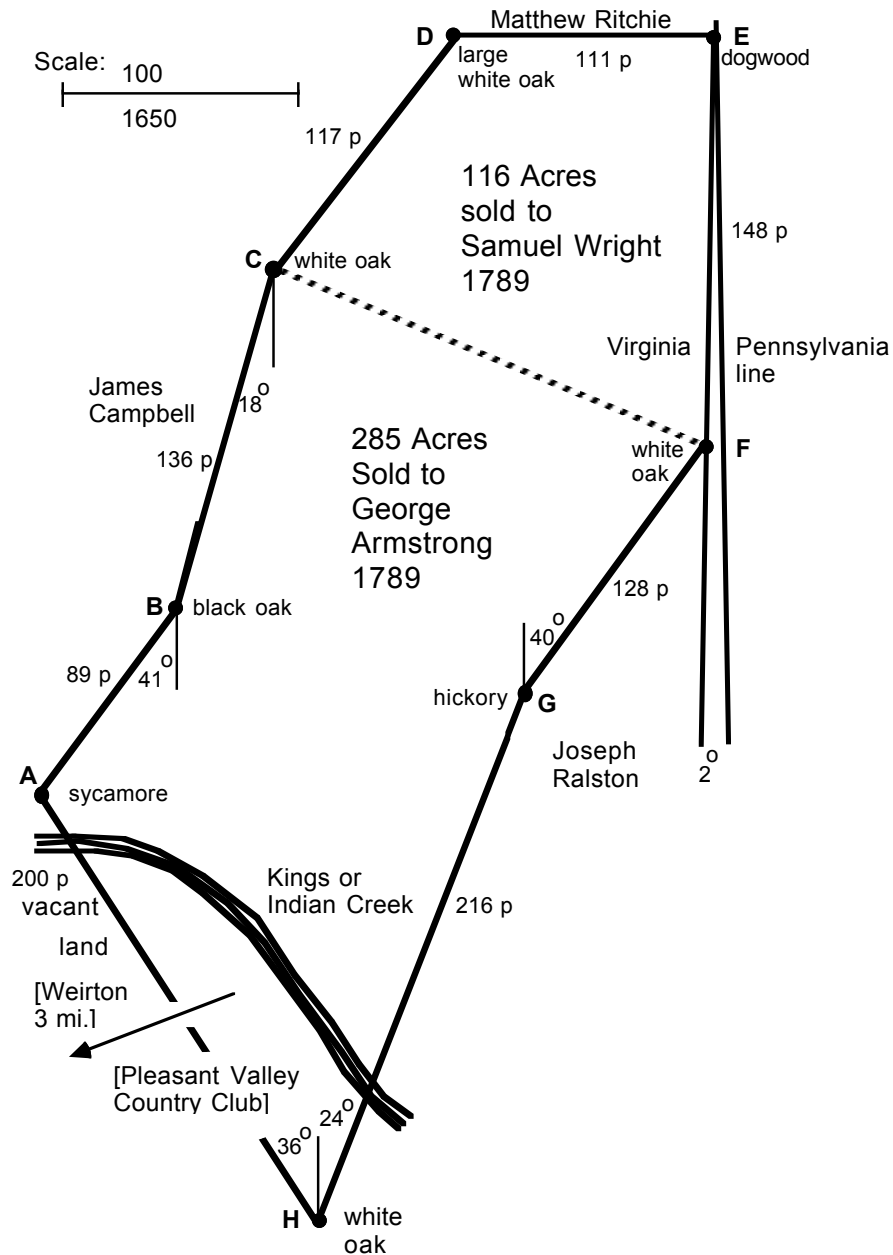 Matthew Ritchie
D
E
large
white oak
111 p
dogwood
Scale:
100
1650
117 p
116 Acres
sold to
Samuel Wright
1789
148 p
C
white oak
Virginia
Pennsylvania
line
James
Campbell
18o
136 p
285 Acres
Sold to
George
Armstrong
1789
white
oak
F
B
black oak
128 p
89 p
41o
40o
hickory
G
A
sycamore
Joseph
Ralston
2o
200 p
vacant
land
Kings or
Indian Creek
216 p
[Weirton
3 mi.]
[Pleasant Valley
Country Club]
36o
24o
H
white
oak